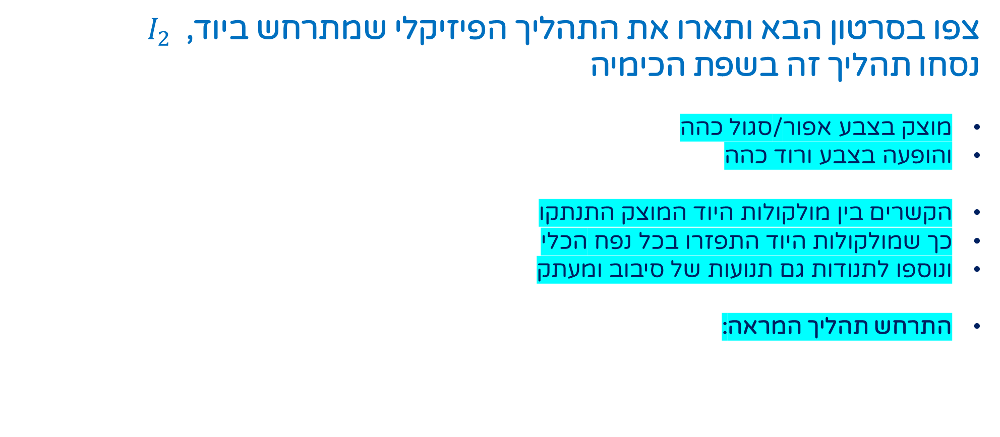 צפו בסרטון הבא ותארו את התהליך הפיזיקלי שמתרחש ביוד, I₂
נסחו תהליך זה בשפת הכימיה
• מוצק בצבע אפור/סגול כהה
• והופעה בצבע ורוד כהה
• הקשרים בין מולקולות היוד המוצק התנתקו
• כך שמולקולות היוד התפזרו בכל נפח הכלי
• ונוספו לתנודות גם תנועות של סיבוב ומעתק
• התרחש תהליך המראה: